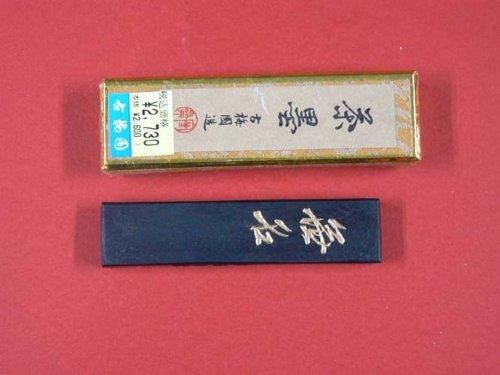 茶墨
古梅園造
税込価格
¥2,730
本体 ¥2,600)
古梅園